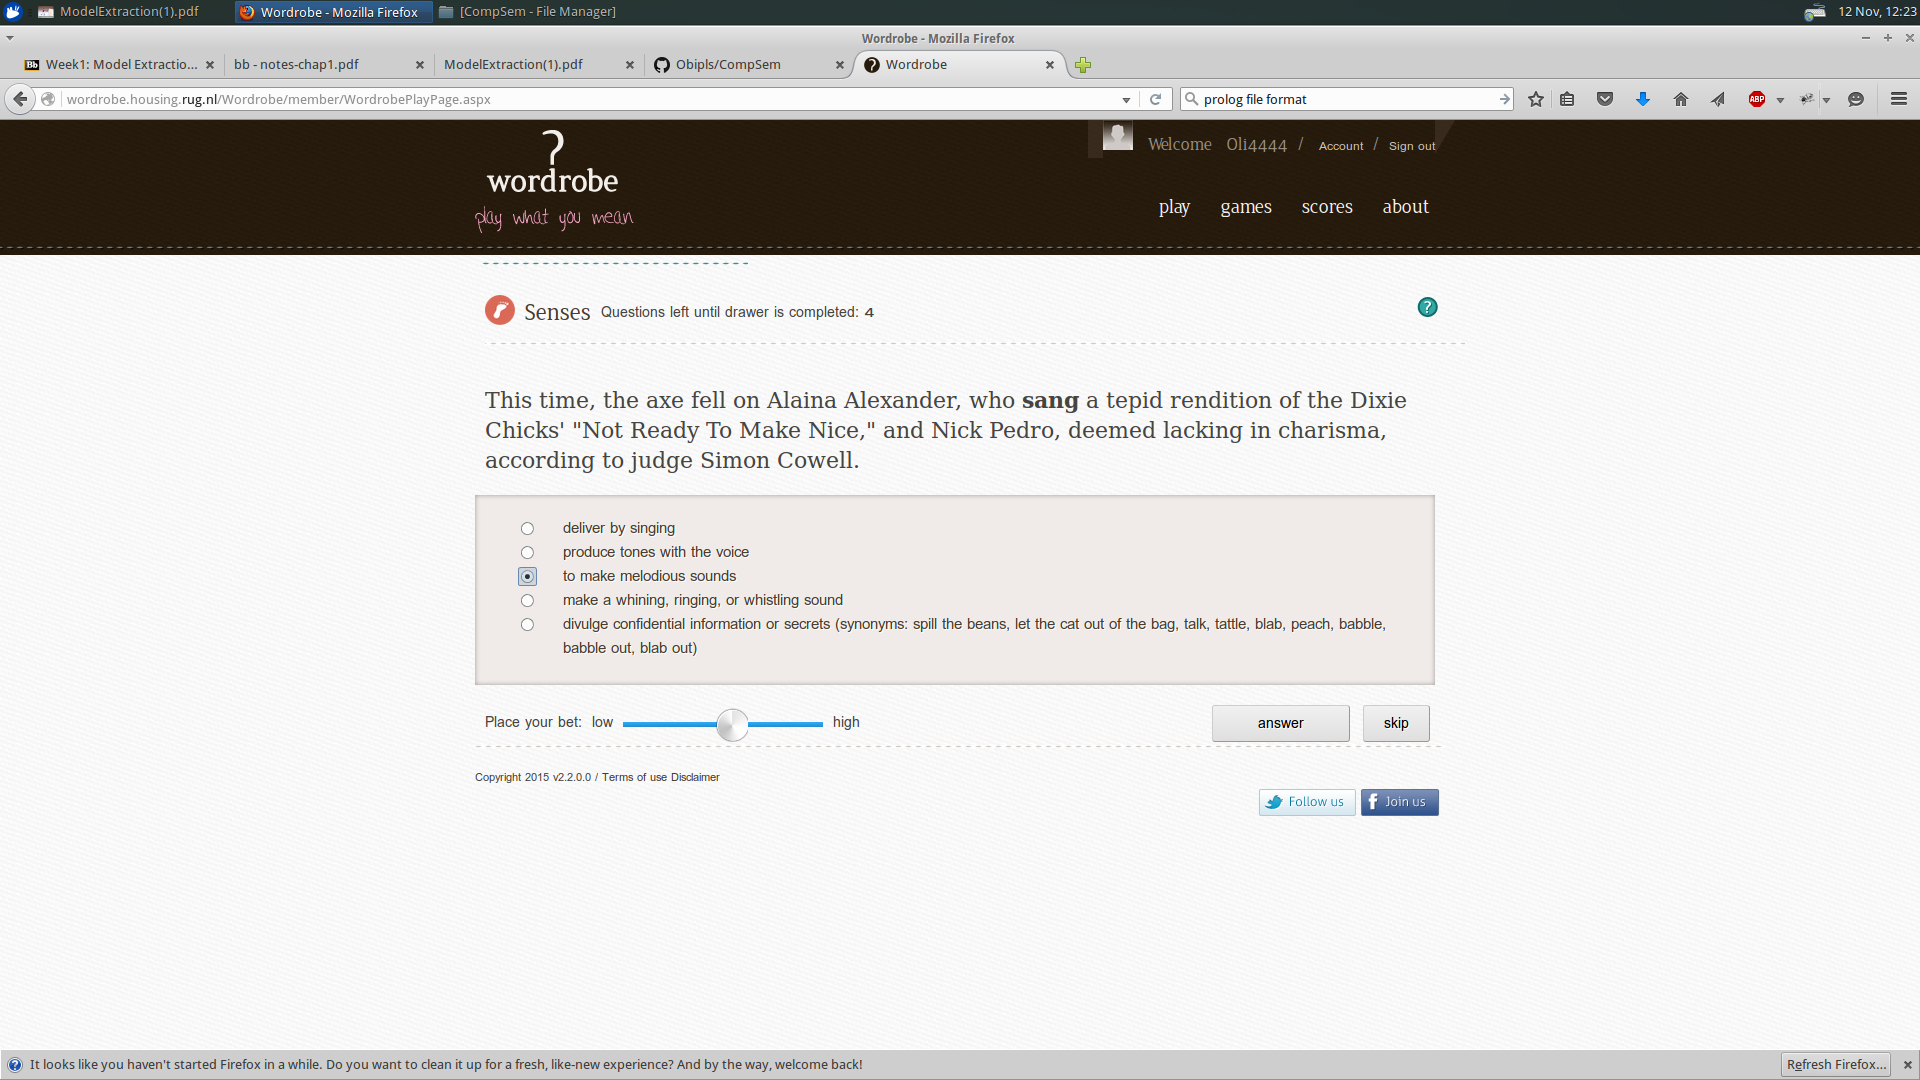 ModelExtraction(1).pdf
Wordrobe - Mozilla Firefox
[CompSem - File Manager]
12 Nov, 12:23
Wordrobe - Mozilla Firefox
Bb Week1: Model Extractio...
bb - notes-chap1.pdf
ModelExtraction(1).pdf
Obipls/CompSem
Wordrobe
wordrobe.housing.rug.nl/Wordrobe/member/WordrobePlayPage.aspx
prolog file format
ABP
wordrobe
play what you mean
Welcome Oli4444 / Account / Sign out
play games scores about
Senses Questions left until drawer is completed: 4
?
This time, the axe fell on Alaina Alexander, who sang a tepid rendition of the Dixie
Chicks' "Not Ready To Make Nice," and Nick Pedro, deemed lacking in charisma,
according to judge Simon Cowell.
deliver by singing
produce tones with the voice
to make melodious sounds
make a whining, ringing, or whistling sound
divulge confidential information or secrets (synonyms: spill the beans, let the cat out of the bag, talk, tattle, blab, peach, babble,
babble out, blab out)
Place your bet: low high
answer skip
Copyright 2015 v2.2.0.0 / Terms of use Disclaimer
Follow us
f Join us
? It looks like you haven't started Firefox in a while. Do you want to clean it up for a fresh, like-new experience? And by the way, welcome back!
Refresh Firefox...